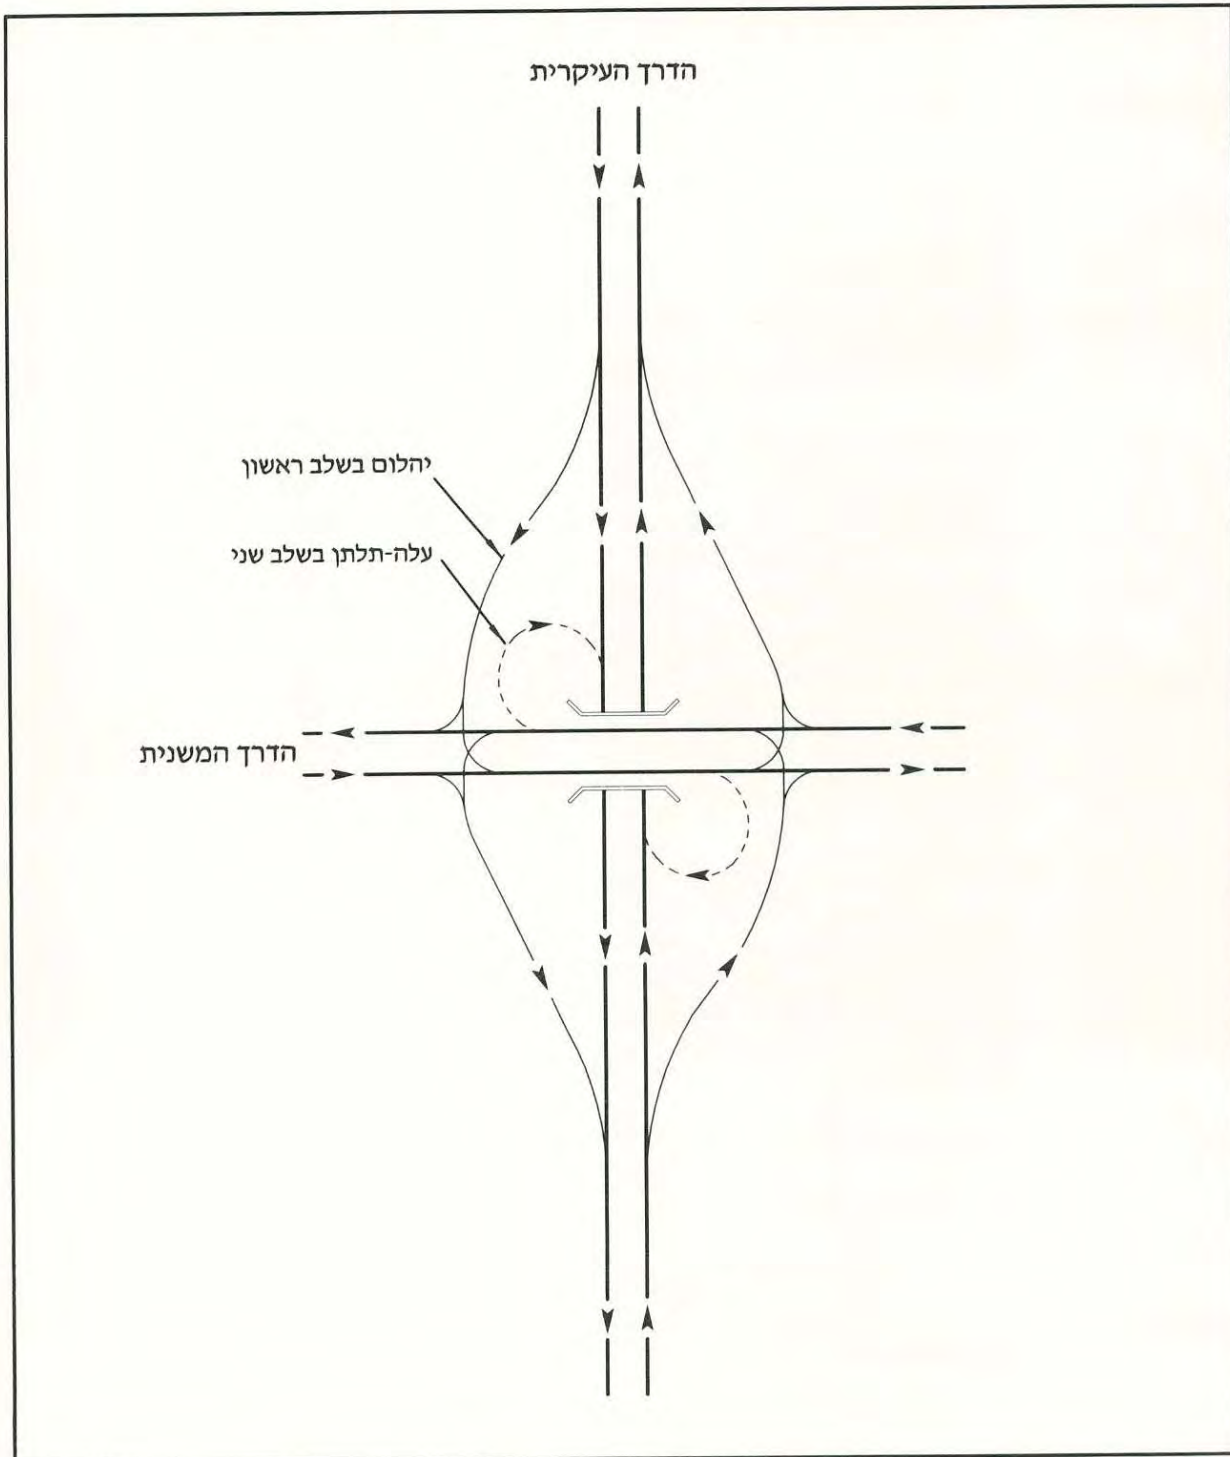 הדרך העיקרית
יהלום בשלב ראשון
עלה-תלתן בשלב שני
הדרך המשנית